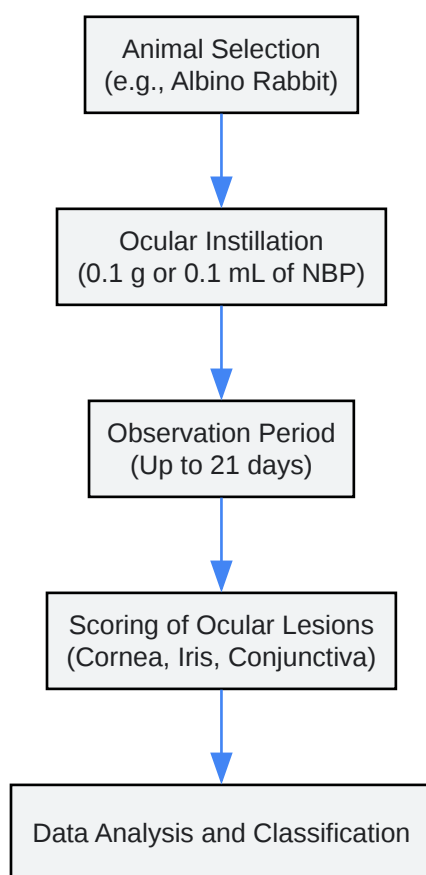 Animal Selection
(e.g., Albino Rabbit)
Ocular Instillation
(0.1 g or 0.1 mL of NBP)
Observation Period
(Up to 21 days)
Scoring of Ocular Lesions
(Cornea, Iris, Conjunctiva)
Data Analysis and Classification